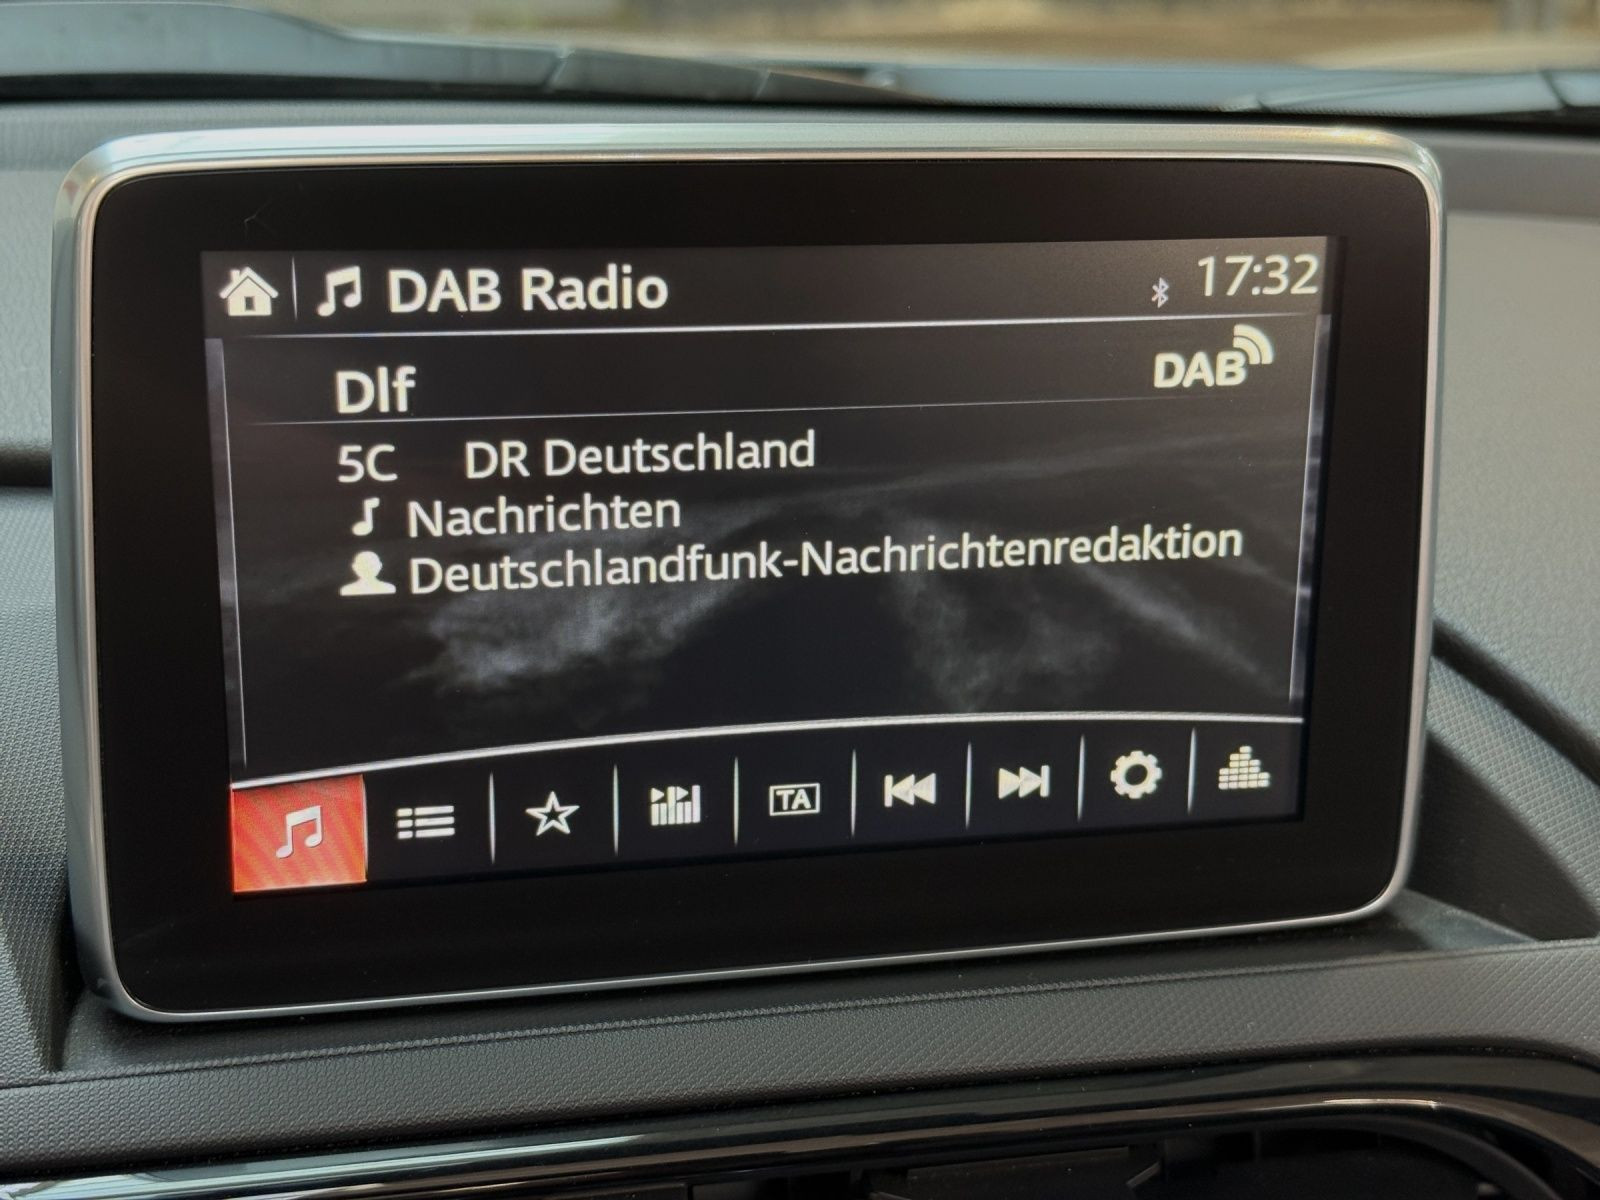 DAB Radio
17:32
Dlf
DAB
5C DR Deutschland
Nachrichten
Deutschlandfunk-Nachrichtenredaktion
TA